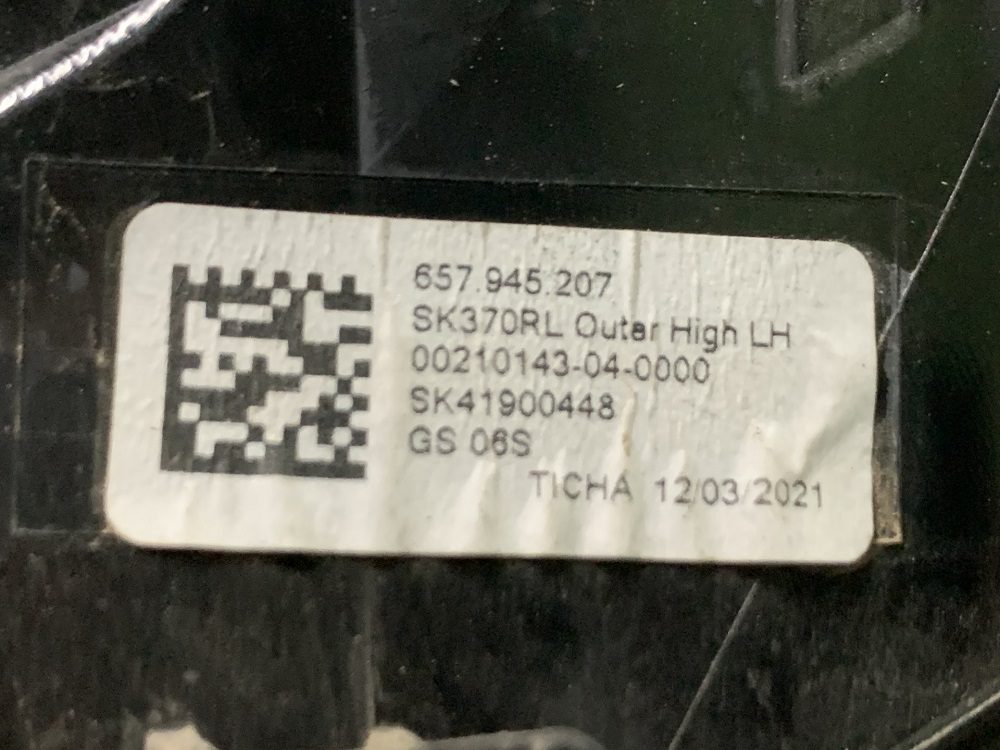 657.945.207
SK370RL Outer High LH
00210143-04-0000
SK41900448
GS 06S
TICHA 12/03/2021